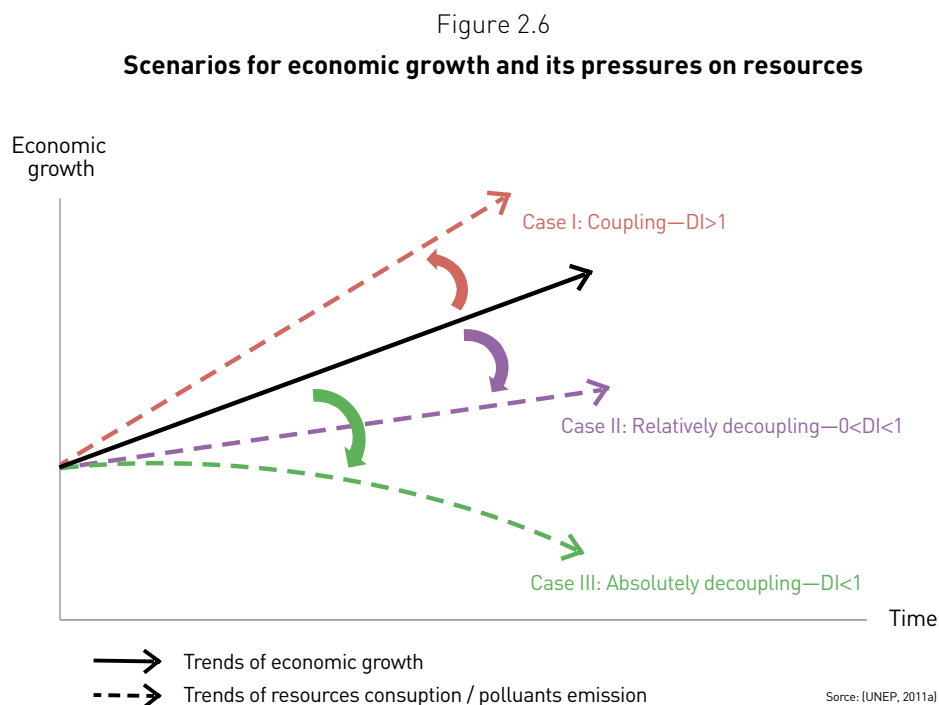 Figure 2.6
Scenarios for economic growth and its pressures on resources
Economic
growth
Case I: Coupling—DI>1
Case II: Relatively decoupling—0<DI<1
Case III: Absolutely decoupling—DI<1
Time
Trends of economic growth
Trends of resources consuption / polluants emission
Sorce: (UNEP, 2011a)